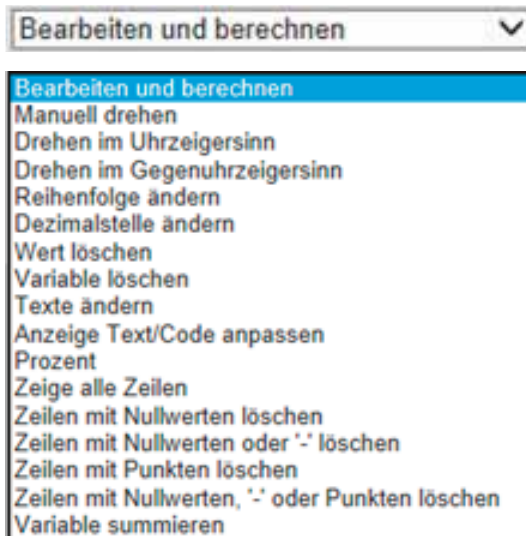 Bearbeiten und berechnen
Bearbeiten und berechnen
Manuell drehen
Drehen im Uhrzeigersinn
Drehen im Gegenuhrzeigersinn
Reihenfolge ändern
Dezimalstelle ändern
Wert löschen
Variable löschen
Texte ändern
Anzeige Text/Code anpassen
Prozent
Zeige alle Zeilen
Zeilen mit Nullwerten löschen
Zeilen mit Nullwerten oder '-' löschen
Zeilen mit Punkten löschen
Zeilen mit Nullwerten, '-' oder Punkten löschen
Variable summieren